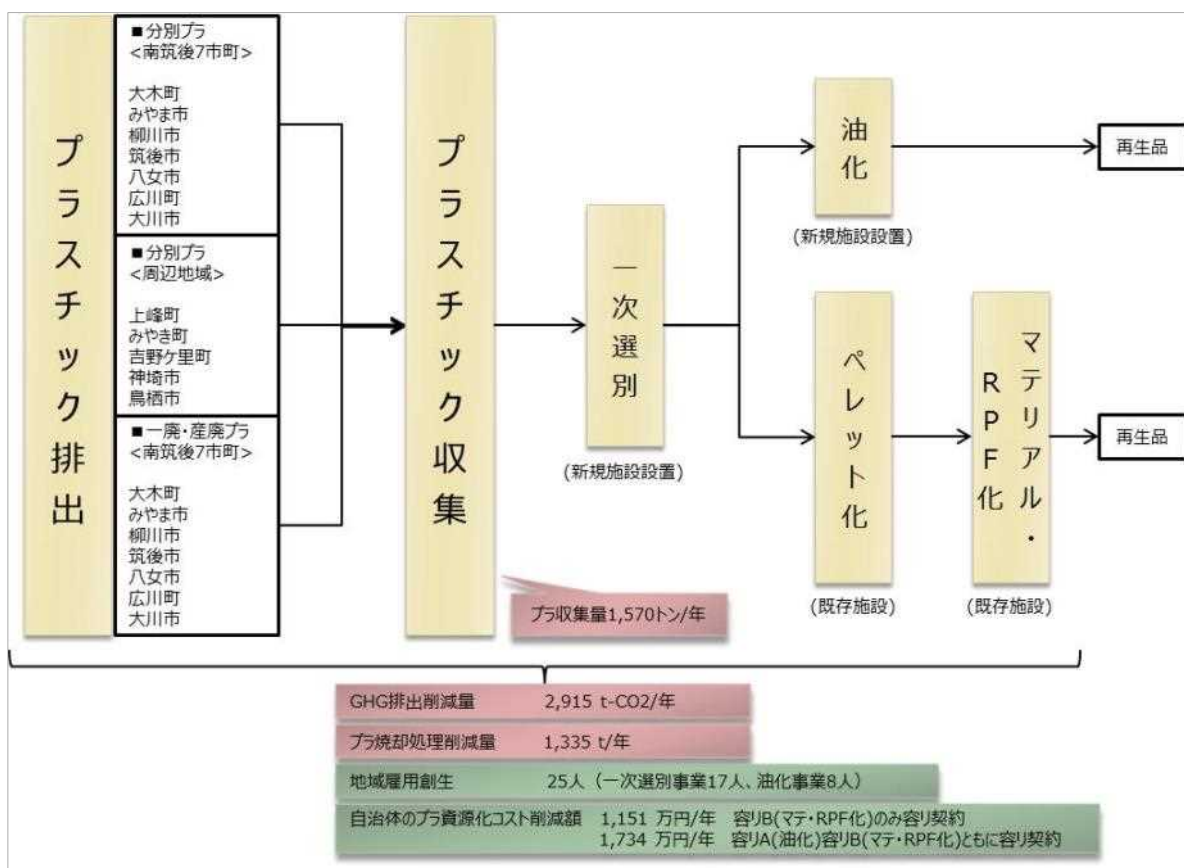 プラスチック排出
■分別プラ
<南筑後7市町>
大木町
みやま市
柳川市
筑後市
八女市
広川町
大川市
■分別プラ
<周辺地域>
上峰町
みやき町
吉野ケ里町
神埼市
鳥栖市
■一廃・産廃プラ
<南筑後7市町>
大木町
みやま市
柳川市
筑後市
八女市
広川町
大川市
プラスチック収集
プラ収集量1,570トン/年
一次選別
(新規施設設置)
油化
(新規施設設置)
再生品
ペレット化
(既存施設)
マテリアル・
RPF化
(既存施設)
再生品
GHG排出削減量 2,915 t-CO2/年
プラ焼却処理削減量 1,335 t/年
地域雇用創生 25人（一次選別事業17人、油化事業8人）
自治体のプラ資源化コスト削減額 1,151 万円/年 容リB(マテ・RPF化)のみ容リ契約
1,734 万円/年 容リA(油化)容リB(マテ・RPF化)ともに容リ契約